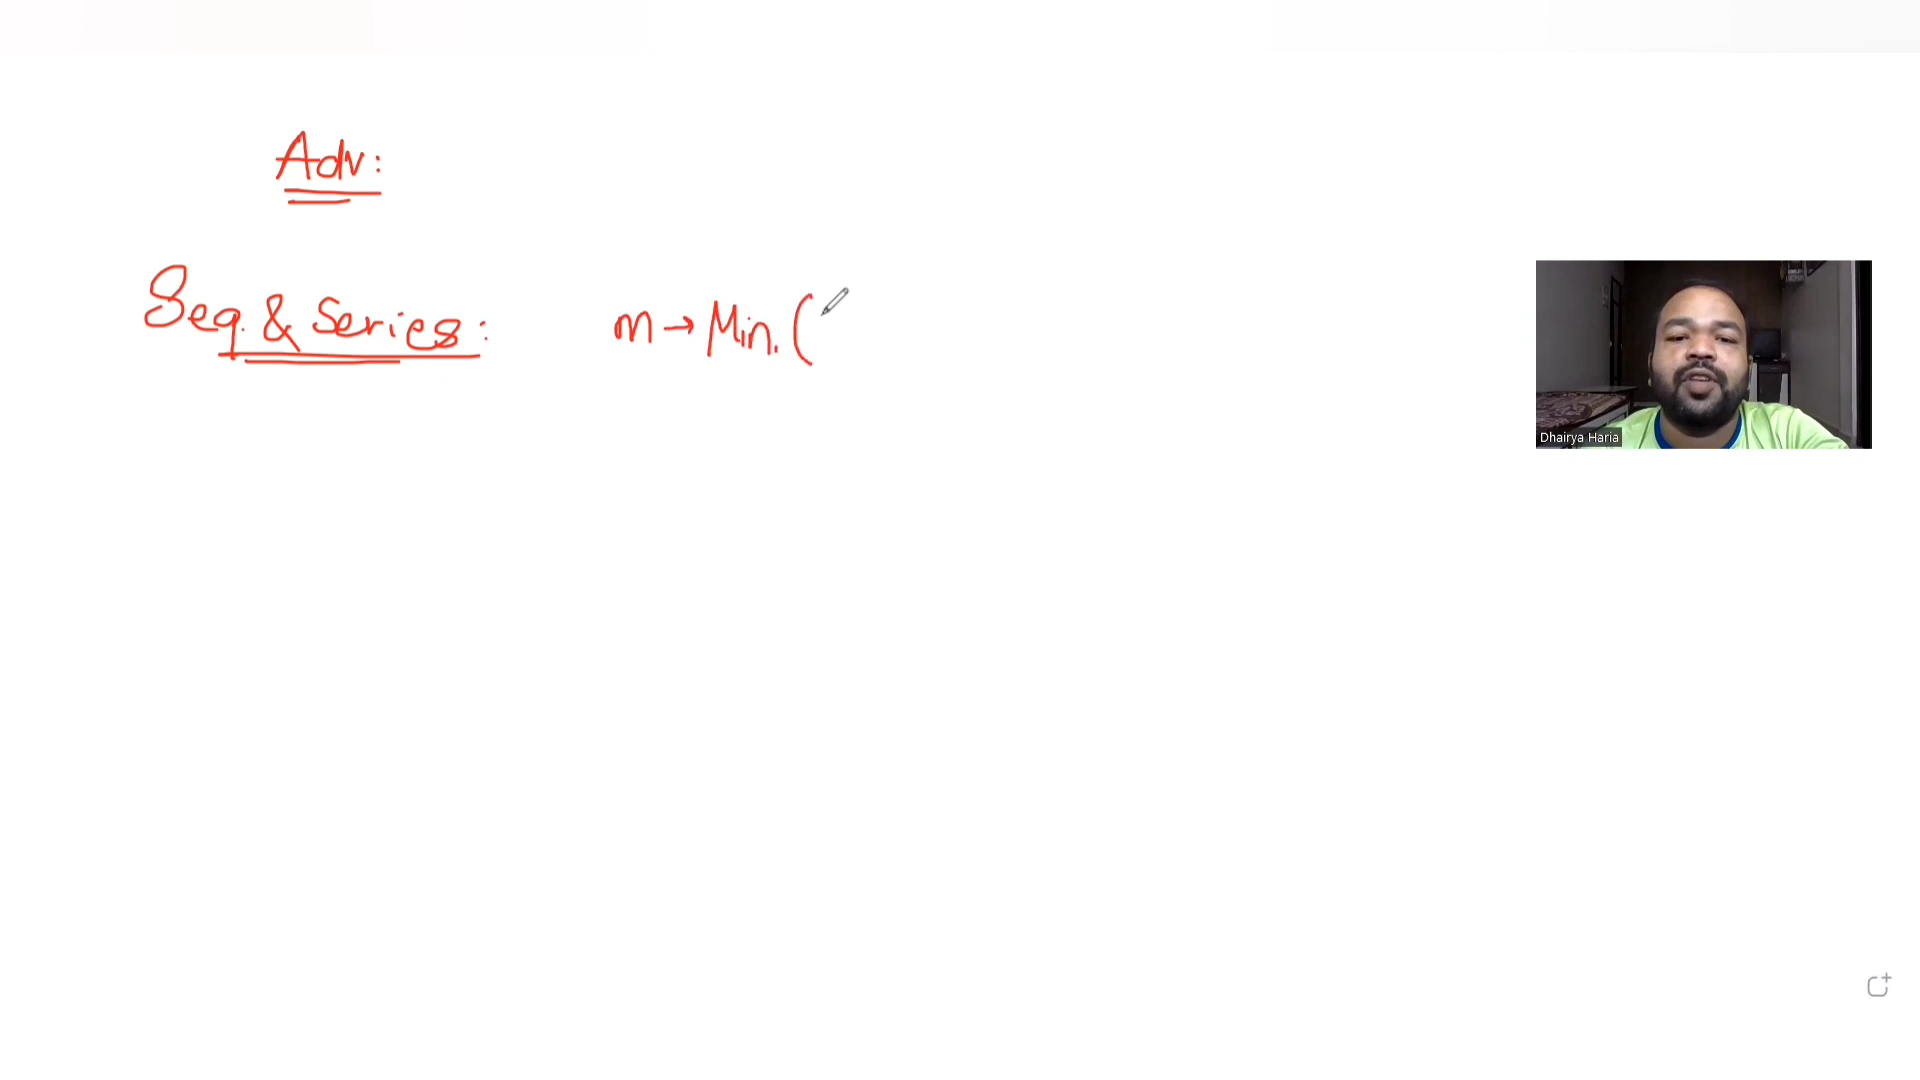 Adv:
Seq. & Series:
m → Min. (
Dhairya Haria